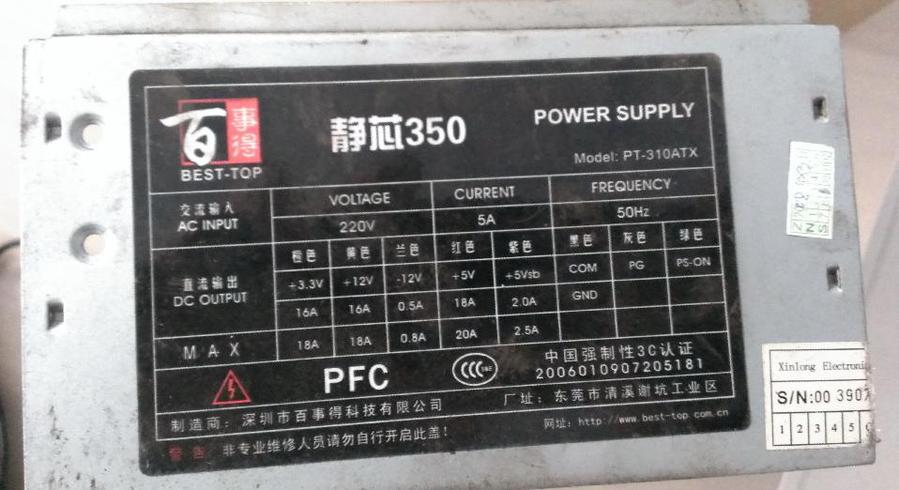 百事得
BEST-TOP
静芯350
POWER SUPPLY
Model: PT-310ATX
交流输入 VOLTAGE CURRENT FREQUENCY
AC INPUT 220V 5A 50Hz
直流输出 橙色 黄色 兰色 红色 紫色 黑色 灰色 绿色
DC OUTPUT +3.3V +12V -12V +5V +5Vsb COM PG PS-ON
16A 16A 0.5A 18A 2.0A GND
MAX 18A 18A 0.8A 20A 2.5A
PFC
中国强制性3C认证
2006010907205181
制造商：深圳市百事得科技有限公司
厂址：东莞市清溪谢坑工业区
警告 非专业维修人员请勿自行开启此盖！
网址：http://www.best-top.com.cn
Xinlong Electroni
S/N:00 3907
1 2 3 4 5